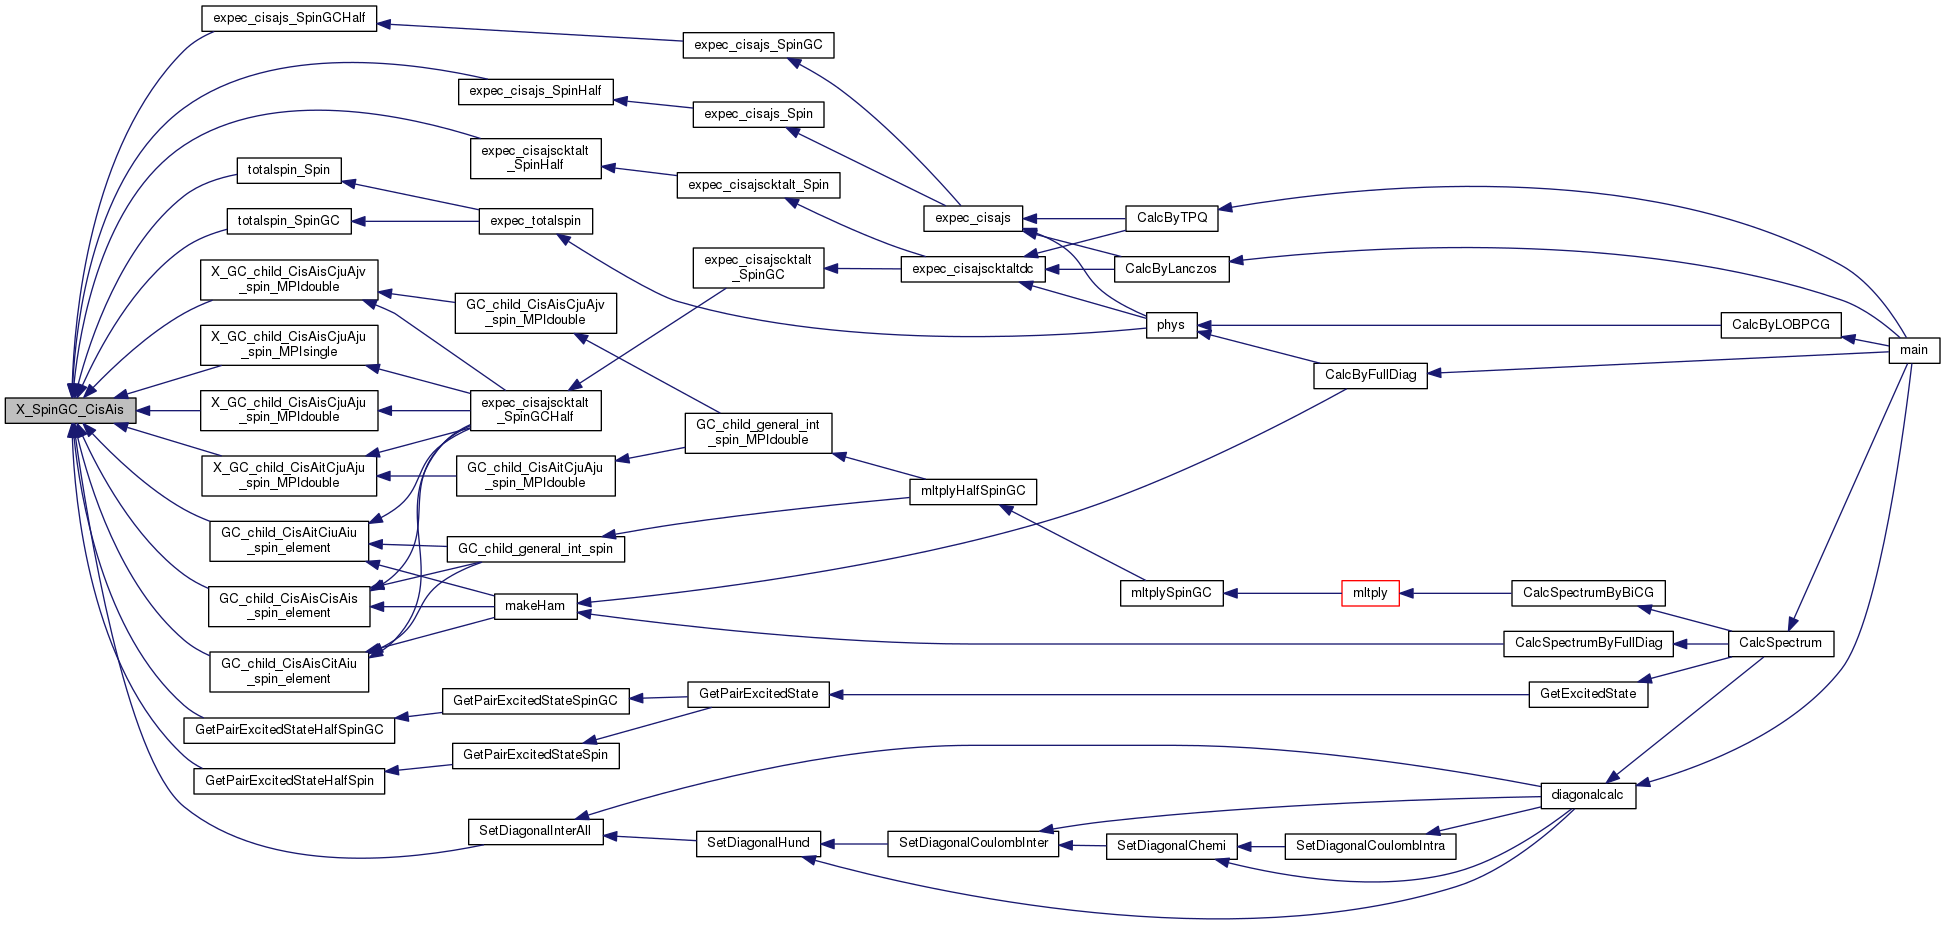 X_SpinGC_CisAis
expec_cisajs_SpinGCHalf
expec_cisajs_SpinGC
expec_cisajs_SpinHalf
expec_cisajs_Spin
expec_cisajscktalt
_SpinHalf
expec_cisajscktalt_Spin
totalspin_Spin
totalspin_SpinGC
expec_totalspin
expec_cisajs
CalcByTPQ
expec_cisajscktalt
_SpinGC
expec_cisajscktaltdc
CalcByLanczos
X_GC_child_CisAisCjuAjv
_spin_MPIdouble
GC_child_CisAisCjuAjv
_spin_MPIdouble
phys
CalcByLOBPCG
main
X_GC_child_CisAisCjuAju
_spin_MPIsingle
CalcByFullDiag
X_GC_child_CisAisCjuAju
_spin_MPIdouble
expec_cisajscktalt
_SpinGCHalf
GC_child_general_int
_spin_MPIdouble
X_GC_child_CisAitCjuAju
_spin_MPIdouble
GC_child_CisAitCjuAju
_spin_MPIdouble
mltplyHalfSpinGC
GC_child_CisAitCiuAiu
_spin_element
GC_child_general_int_spin
GC_child_CisAisCisAis
_spin_element
makeHam
mltplySpinGC
mltply
CalcSpectrumByBiCG
CalcSpectrumByFullDiag
CalcSpectrum
GC_child_CisAisCitAiu
_spin_element
GetPairExcitedStateHalfSpinGC
GetPairExcitedStateSpinGC
GetPairExcitedState
GetExcitedState
GetPairExcitedStateHalfSpin
GetPairExcitedStateSpin
diagonalcalc
SetDiagonalInterAll
SetDiagonalHund
SetDiagonalCoulombInter
SetDiagonalChemi
SetDiagonalCoulombIntra